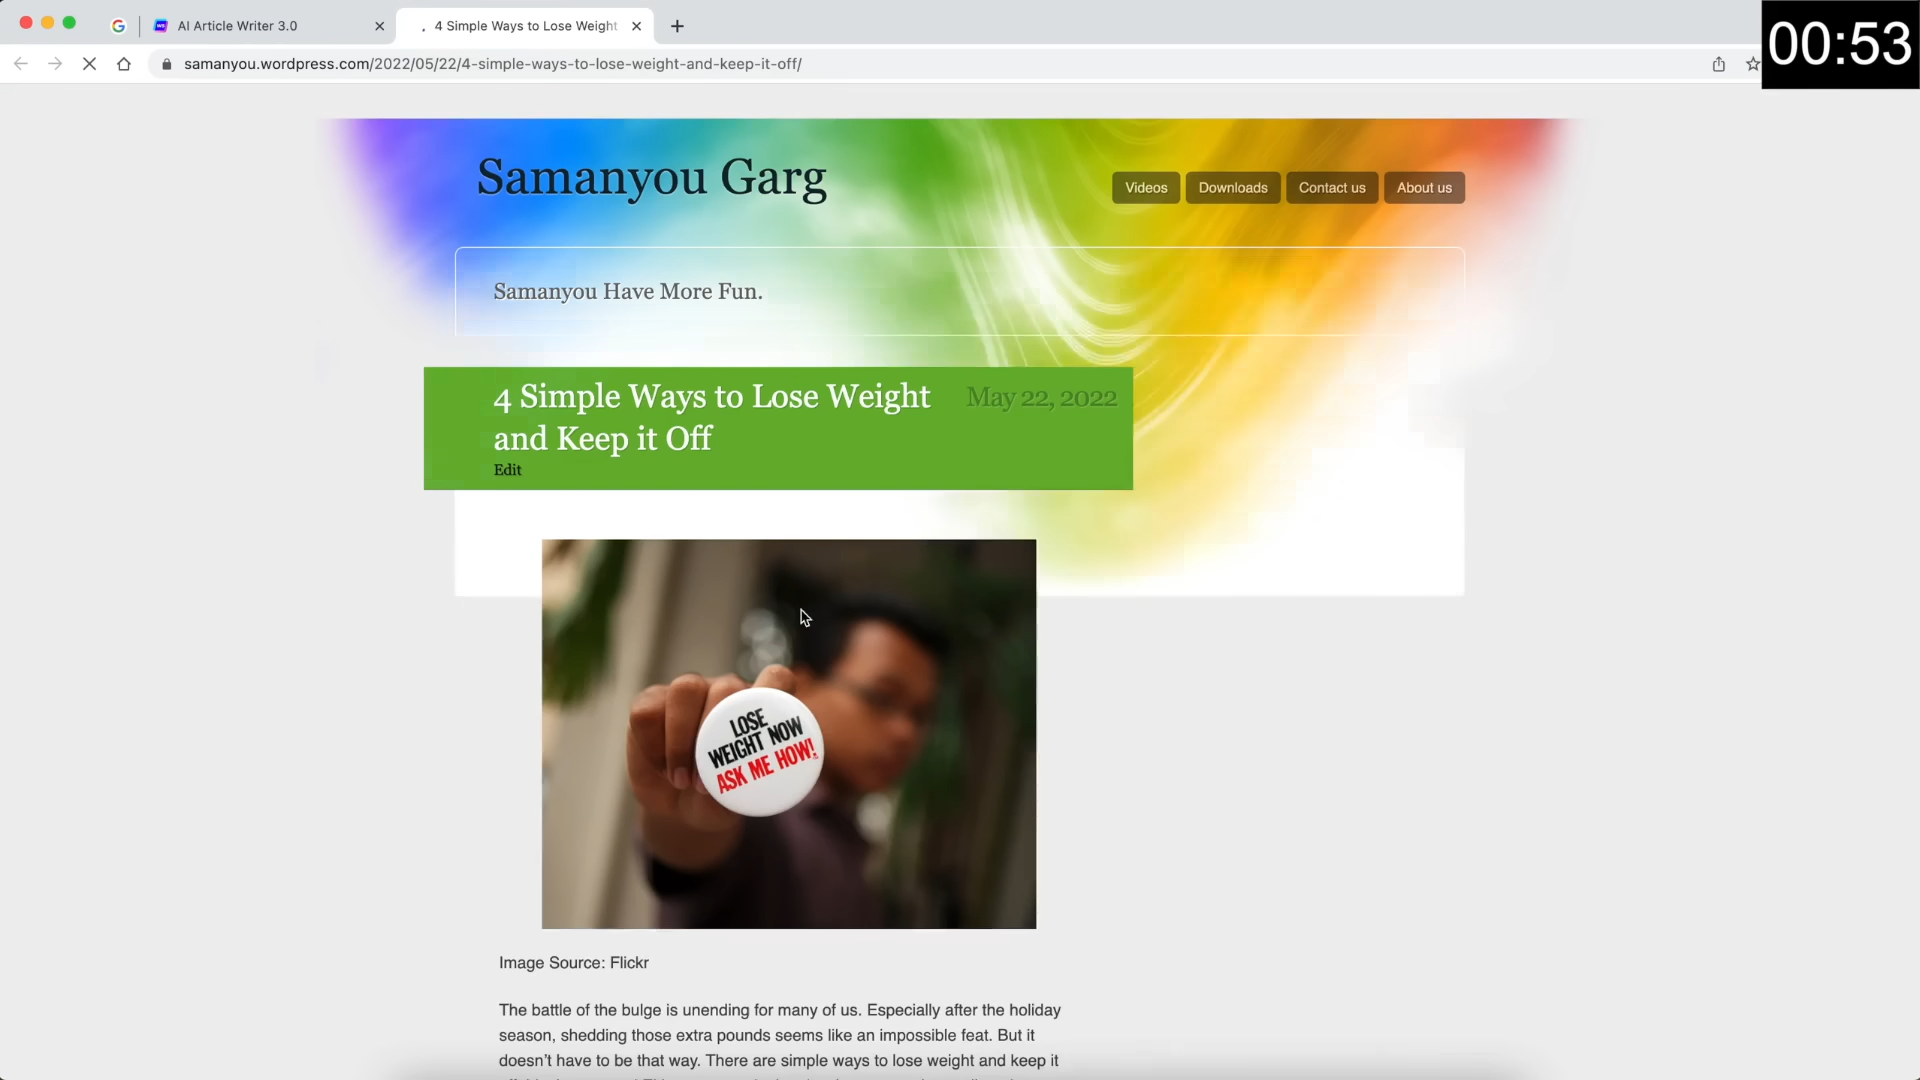 AI Article Writer 3.0
4 Simple Ways to Lose Weight
00:53
samanyou.wordpress.com/2022/05/22/4-simple-ways-to-lose-weight-and-keep-it-off/
Samanyou Garg
Videos
Downloads
Contact us
About us
Samanyou Have More Fun.
4 Simple Ways to Lose Weight
and Keep it Off
May 22, 2022
Edit
LOSE
WEIGHT NOW
ASK ME HOW!
Image Source: Flickr
The battle of the bulge is unending for many of us. Especially after the holiday
season, shedding those extra pounds seems like an impossible feat. But it
doesn’t have to be that way. There are simple ways to lose weight and keep it